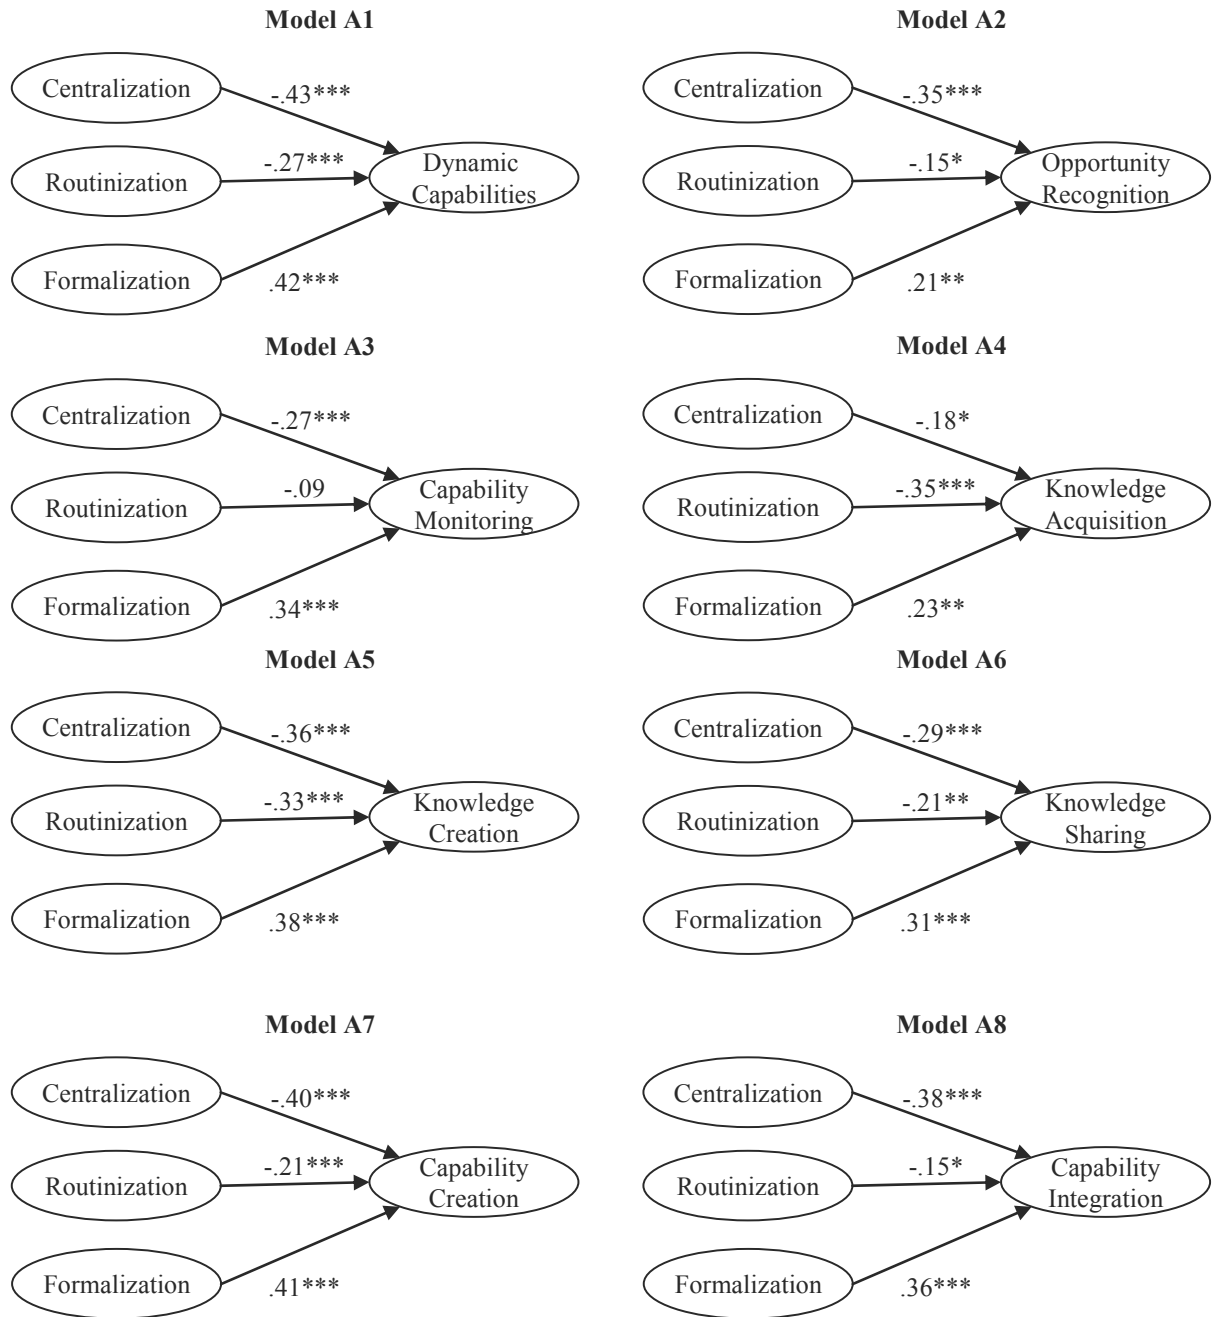 Model A1
Centralization
-.43***
Routinization
-.27***
Dynamic
Capabilities
Formalization
.42***
Model A2
Centralization
-.35***
Routinization
-.15*
Opportunity
Recognition
Formalization
.21**
Model A3
Centralization
-.27***
Routinization
-.09
Capability
Monitoring
Formalization
.34***
Model A4
Centralization
-.18*
Routinization
-.35***
Knowledge
Acquisition
Formalization
.23**
Model A5
Centralization
-.36***
Routinization
-.33***
Knowledge
Creation
Formalization
.38***
Model A6
Centralization
-.29***
Routinization
-.21**
Knowledge
Sharing
Formalization
.31***
Model A7
Centralization
-.40***
Routinization
-.21***
Capability
Creation
Formalization
.41***
Model A8
Centralization
-.38***
Routinization
-.15*
Capability
Integration
Formalization
.36***